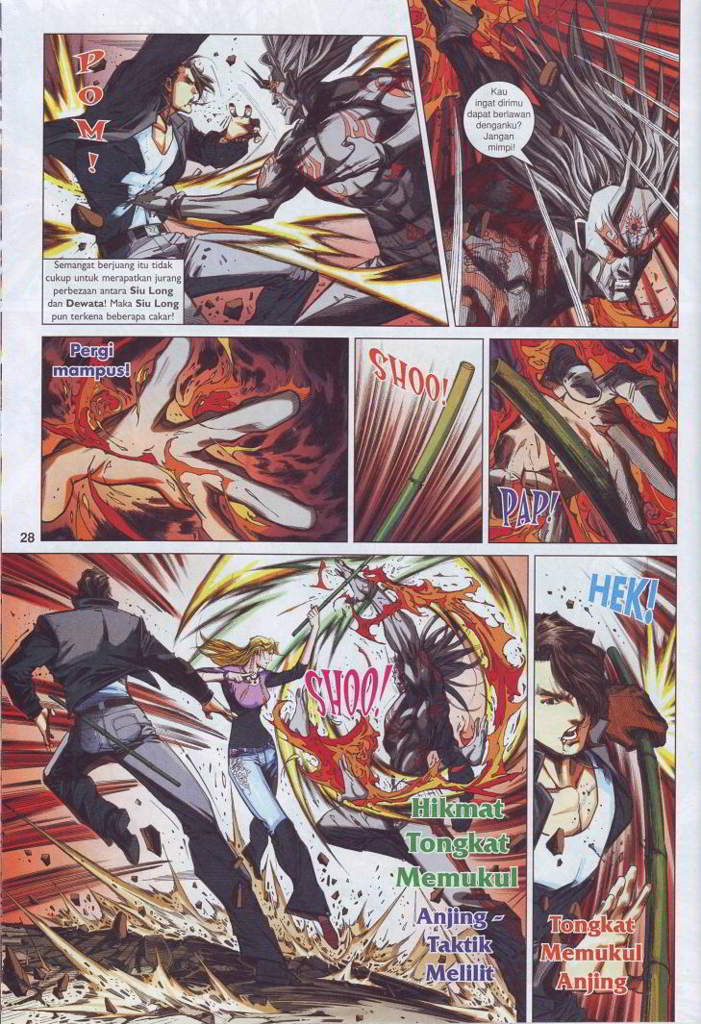 POM!
Semangat berjuang itu tidak
cukup untuk merapatkan jurang
perbezaan antara Siu Long
dan Dewata! Maka Siu Long
pun terkena beberapa cakar!
Kau
ingat dirimu
dapat berlawan
denganku?
Jangan
mimpi!
Pergi
mampus!
SHOO!
PAP!
28
SHOO!
Hikmat
Tongkat
Memukul
Anjing -
Taktik
Melilit
HEK!
Tongkat
Memukul
Anjing